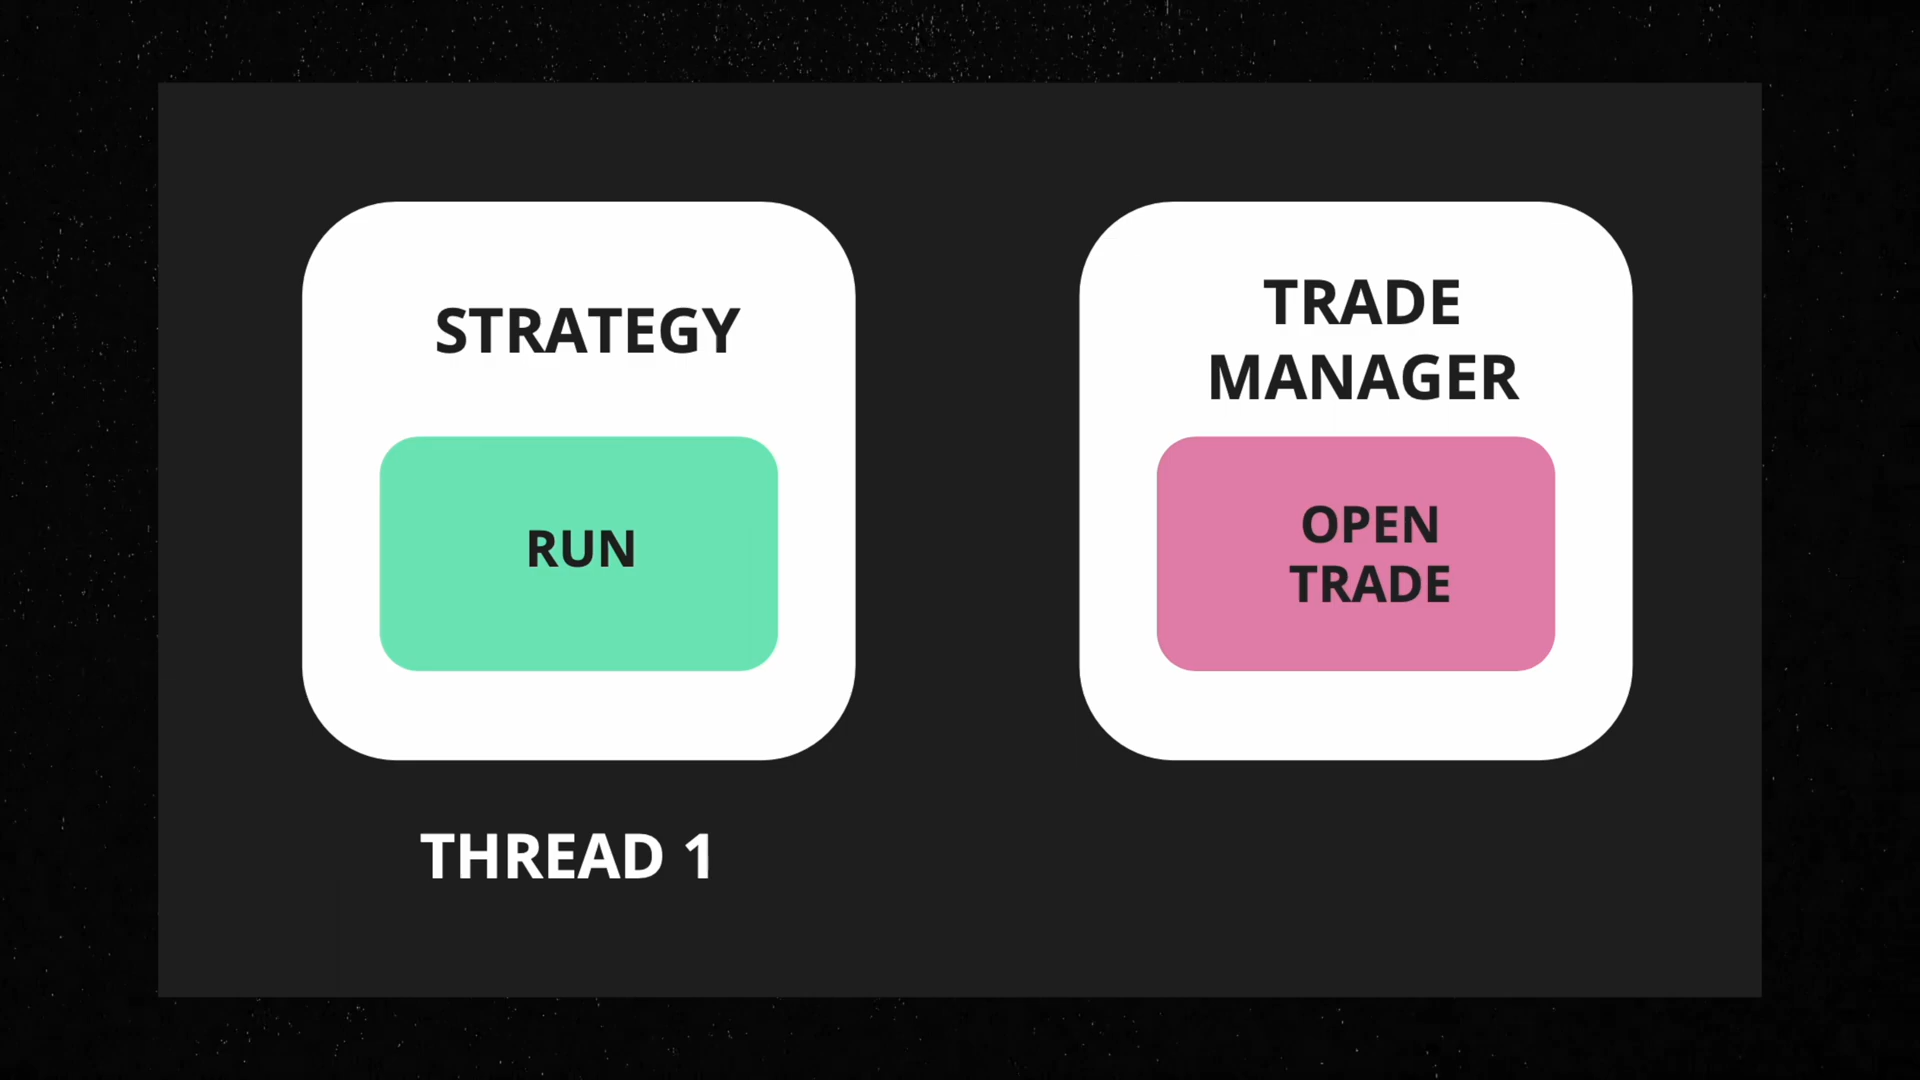 STRATEGY
RUN
THREAD 1
TRADE
MANAGER
OPEN
TRADE